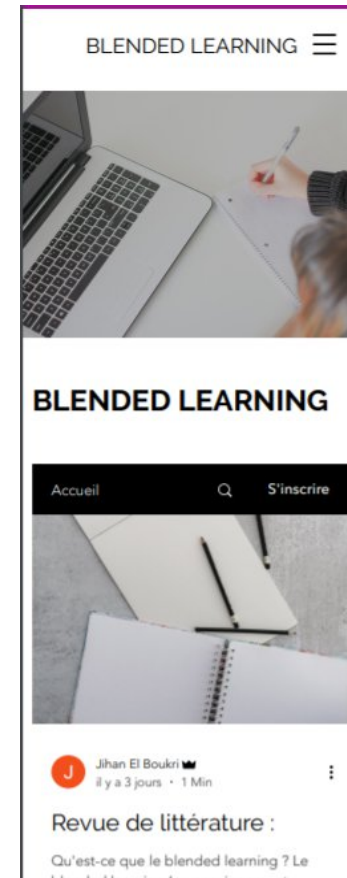 BLENDED LEARNING
BLENDED LEARNING
Accueil S'inscrire
J
Jihan El Boukri
il y a 3 jours · 1 Min
Revue de littérature :
Qu'est-ce que le blended learning ? Le